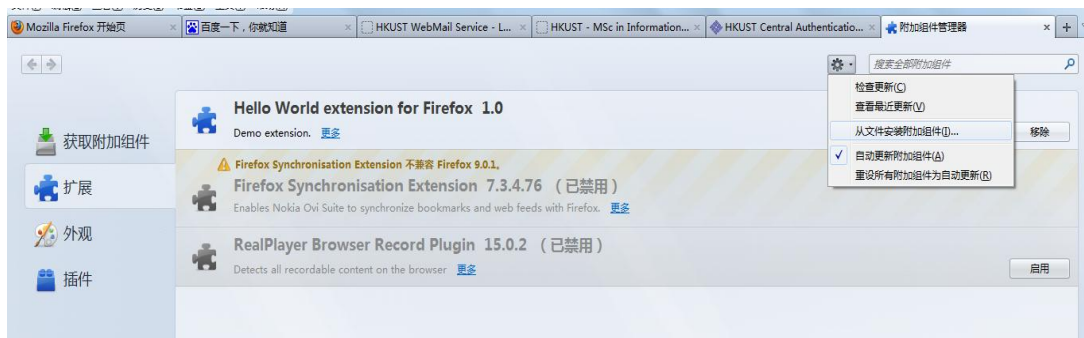 Mozilla Firefox 开始页
百度一下，你就知道
HKUST WebMail Service - L...
HKUST - MSc in Information...
HKUST Central Authenticatio...
附加组件管理器
搜索全部附加组件
检查更新(C)
查看最近更新(V)
从文件安装附加组件(I)...
自动更新附加组件(A)
重设所有附加组件为自动更新(R)
获取附加组件
扩展
外观
插件
Hello World extension for Firefox 1.0
Demo extension. 更多
移除
Firefox Synchronisation Extension 不兼容 Firefox 9.0.1。
Firefox Synchronisation Extension 7.3.4.76 （已禁用）
Enables Nokia Ovi Suite to synchronize bookmarks and web feeds with Firefox. 更多
RealPlayer Browser Record Plugin 15.0.2 （已禁用）
Detects all recordable content on the browser 更多
启用